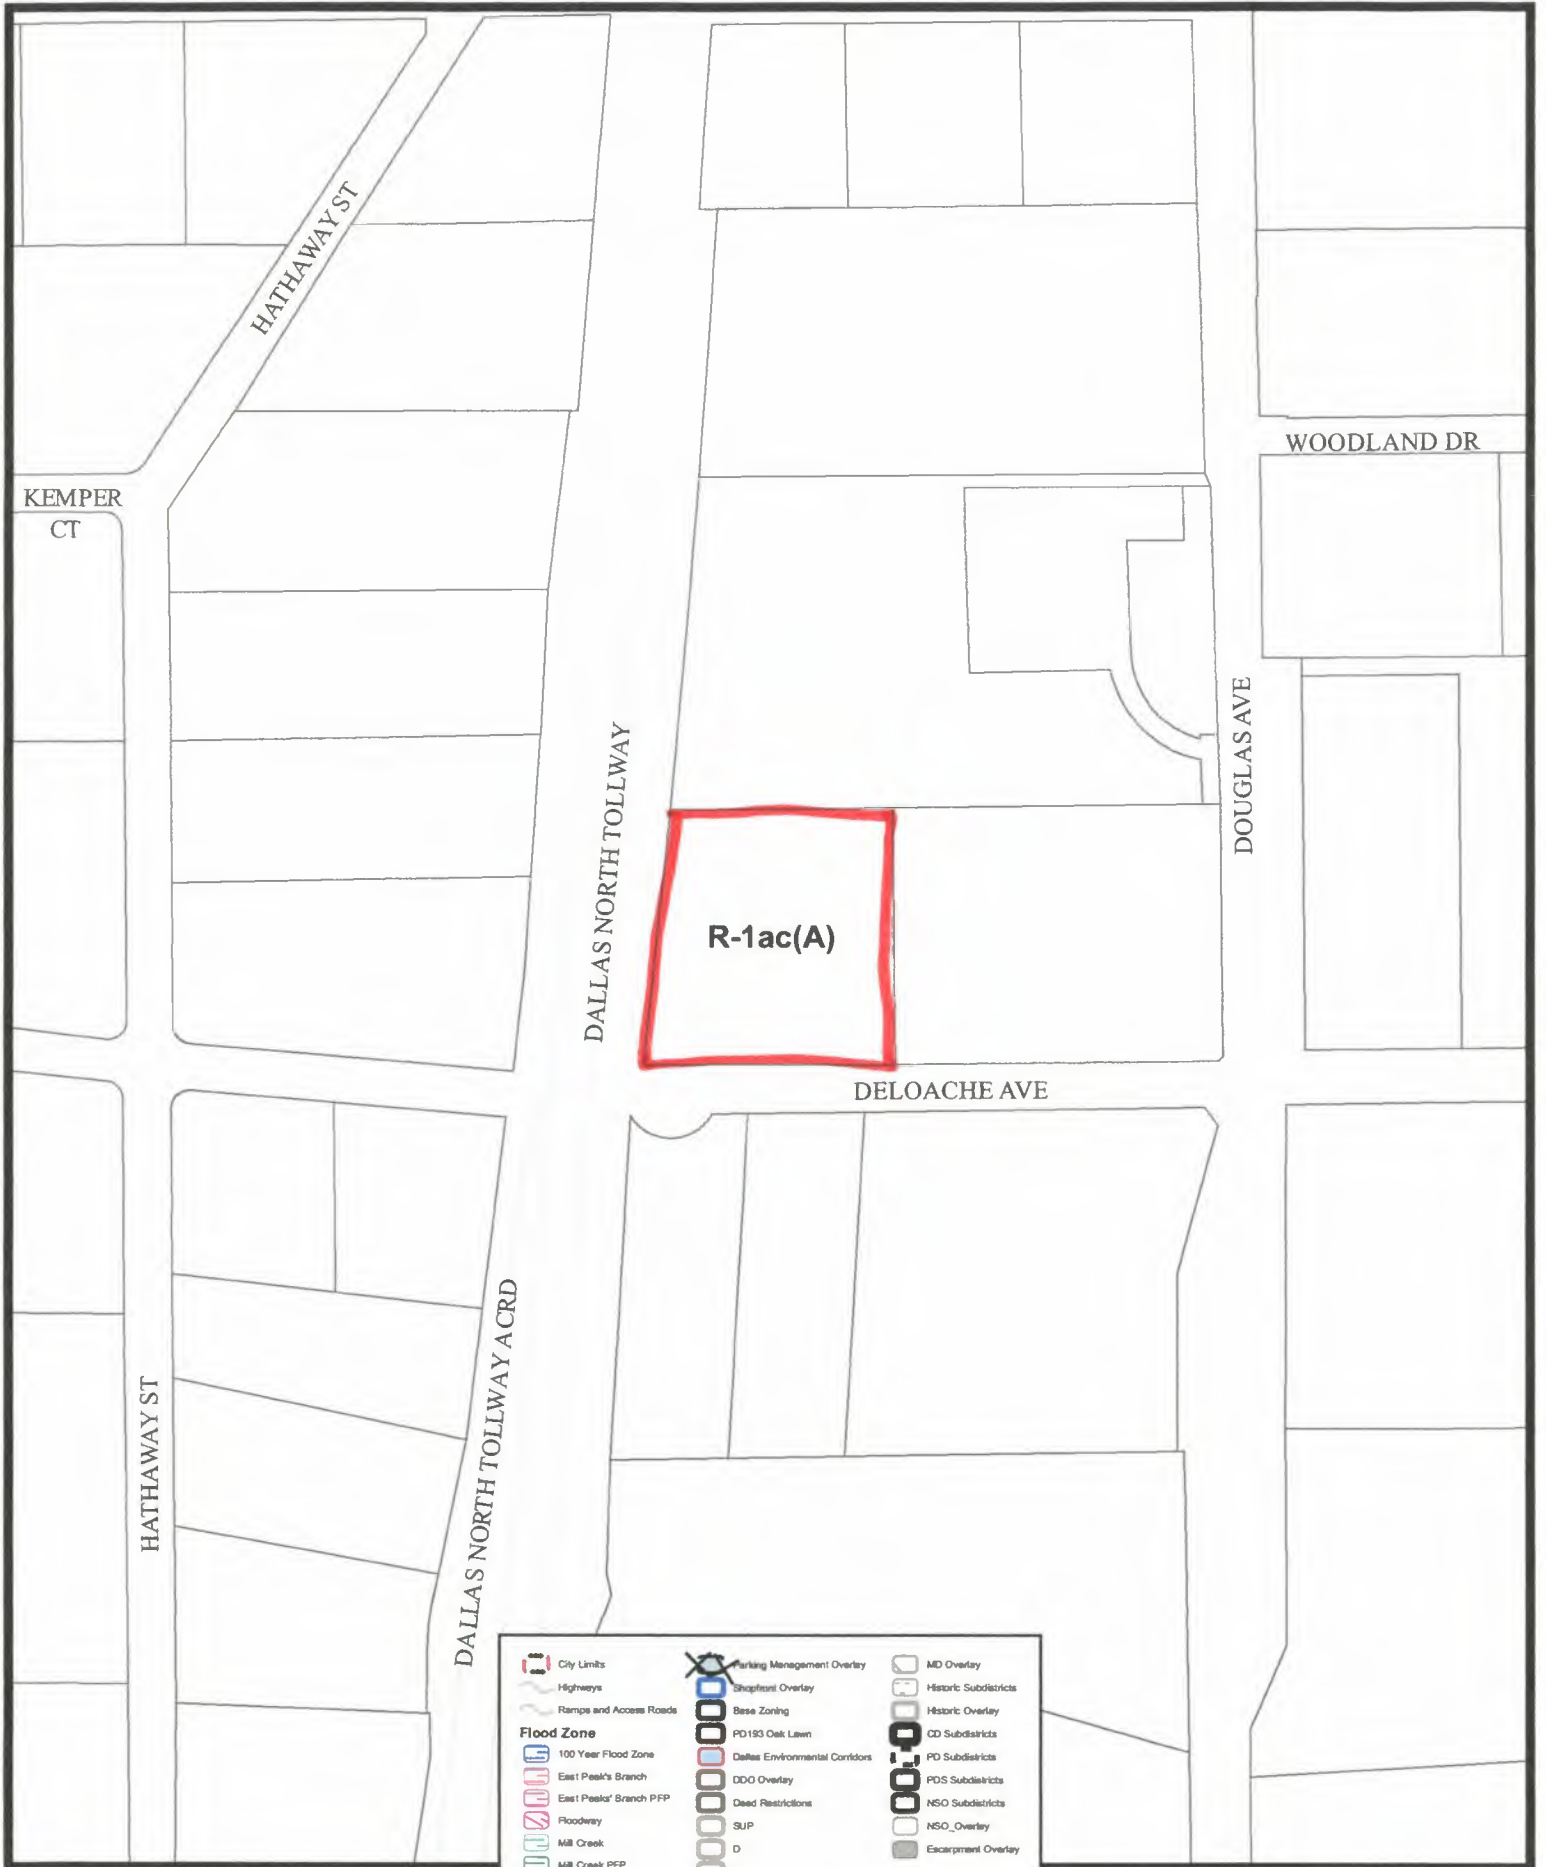 HATHAWAY ST
WOODLAND DR
KEMPER
CT
DALLAS NORTH TOLLWAY
DOUGLAS AVE
R-1ac(A)
DELOACHE AVE
DALLAS NORTH TOLLWAY ACRD
HATHAWAY ST
City Limits
Highways
Ramps and Access Roads
Flood Zone
100 Year Flood Zone
East Peak's Branch
East Peaks' Branch PFP
Floodway
Mill Creek
Mill Creek PFP
Parking Management Overlay
Shopfront Overlay
Base Zoning
PD193 Oak Lawn
Dallas Environmental Corridors
DDO Overlay
Deed Restrictions
SUP
D
MD Overlay
Historic Subdistricts
Historic Overlay
CD Subdistricts
PD Subdistricts
PDS Subdistricts
NSO Subdistricts
NSO_Overlay
Escarpment Overlay